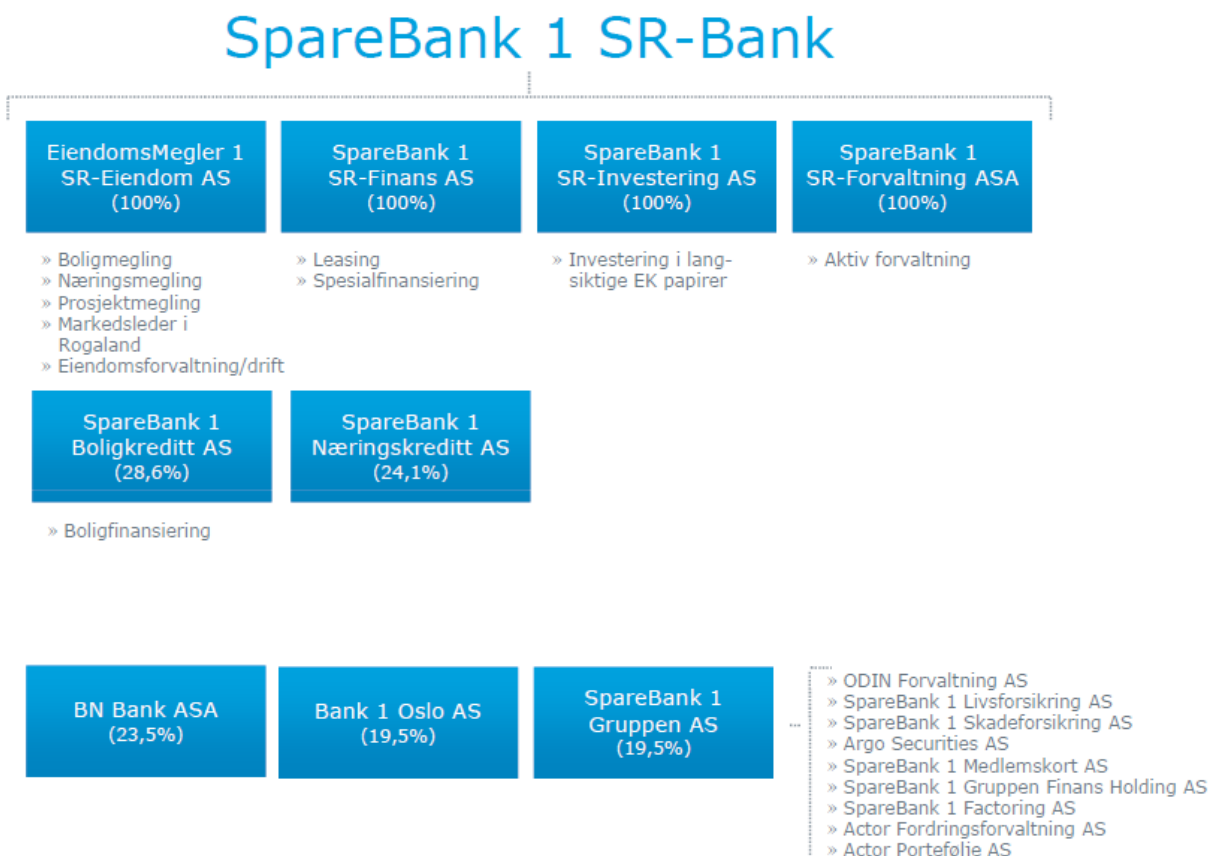 SpareBank 1 SR-Bank
EiendomsMegler 1
SR-Eiendom AS
(100%)
SpareBank 1
SR-Finans AS
(100%)
SpareBank 1
SR-Investering AS
(100%)
SpareBank 1
SR-Forvaltning ASA
(100%)
» Boligmegling
» Næringsmegling
» Prosjektmegling
» Markedsleder i
Rogaland
» Eiendomsforvaltning/drift
» Leasing
» Spesialfinansiering
» Investering i lang-
siktige EK papirer
» Aktiv forvaltning
SpareBank 1
Boligkreditt AS
(28,6%)
SpareBank 1
Næringskreditt AS
(24,1%)
» Boligfinansiering
BN Bank ASA
(23,5%)
Bank 1 Oslo AS
(19,5%)
SpareBank 1
Gruppen AS
(19,5%)
» ODIN Forvaltning AS
» SpareBank 1 Livsforsikring AS
» SpareBank 1 Skadeforsikring AS
» Argo Securities AS
» SpareBank 1 Medlemskort AS
» SpareBank 1 Gruppen Finans Holding AS
» SpareBank 1 Factoring AS
» Actor Fordringsforvaltning AS
» Actor Portefølje AS